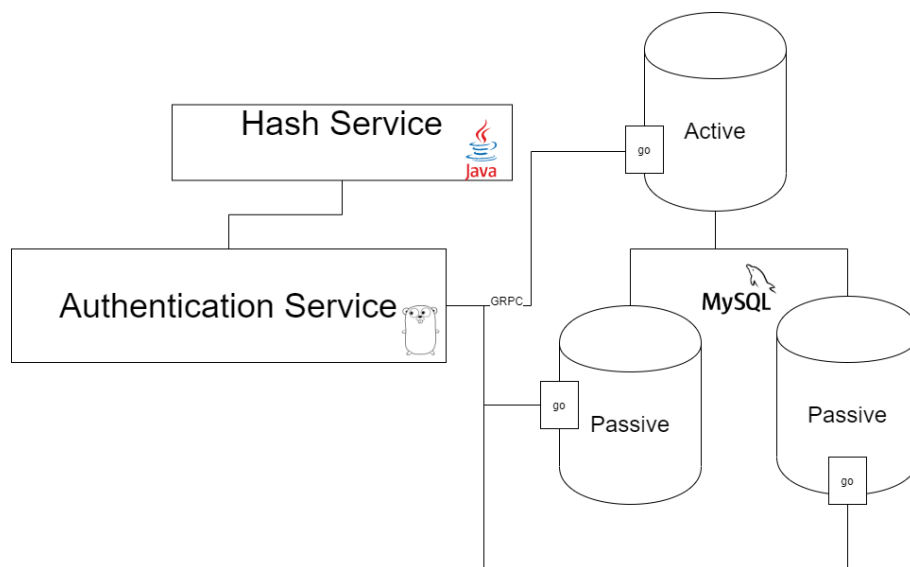 Hash Service
Java
Active
go
Authentication Service
GRPC
MySQL
go
Passive
Passive
go